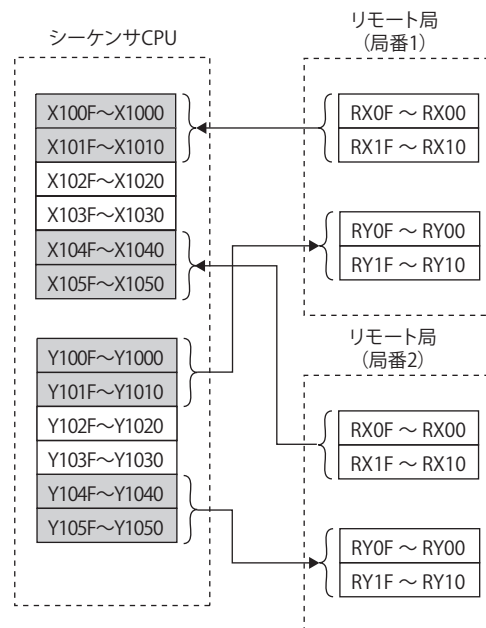 シーケンサCPU
X100F～X1000
X101F～X1010
X102F～X1020
X103F～X1030
X104F～X1040
X105F～X1050
Y100F～Y1000
Y101F～Y1010
Y102F～Y1020
Y103F～Y1030
Y104F～Y1040
Y105F～Y1050
リモート局
（局番1）
RX0F ～ RX00
RX1F ～ RX10
RY0F ～ RY00
RY1F ～ RY10
リモート局
（局番2）
RX0F ～ RX00
RX1F ～ RX10
RY0F ～ RY00
RY1F ～ RY10